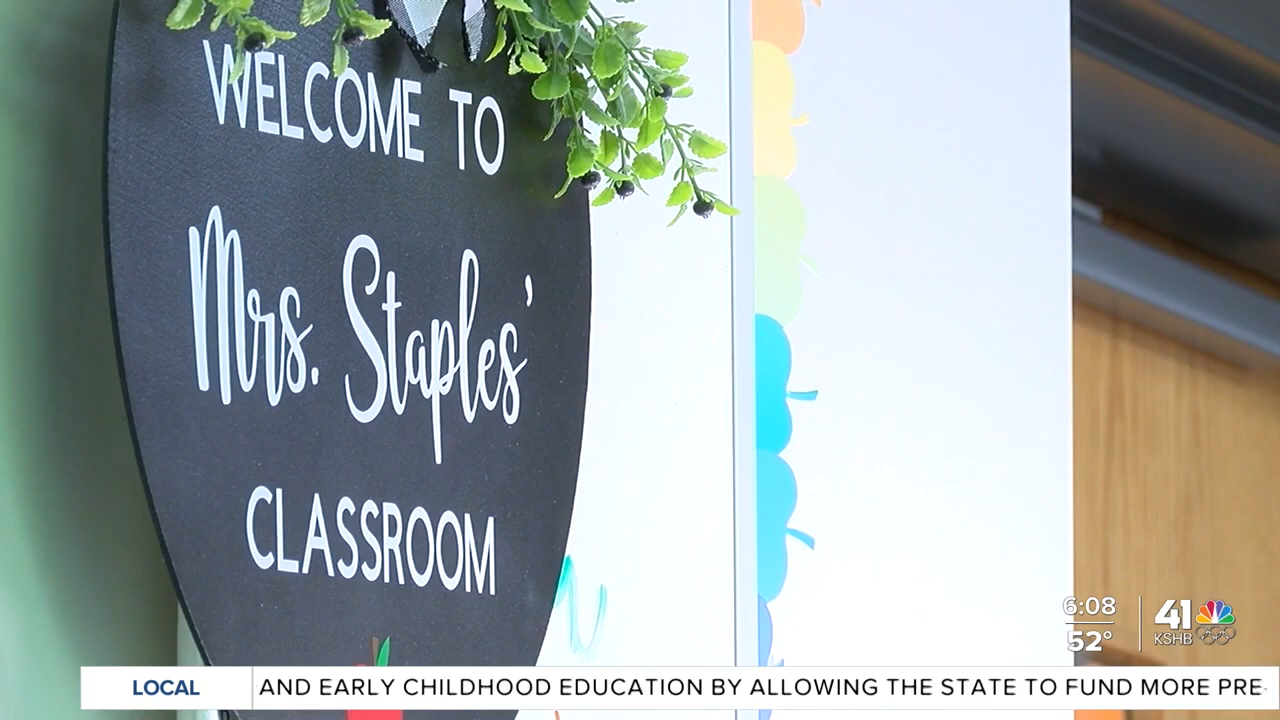 WELCOME TO
Mrs. Staples'
CLASSROOM
6:08
52°
41
KSHB
LOCAL
AND EARLY CHILDHOOD EDUCATION BY ALLOWING THE STATE TO FUND MORE PRE-